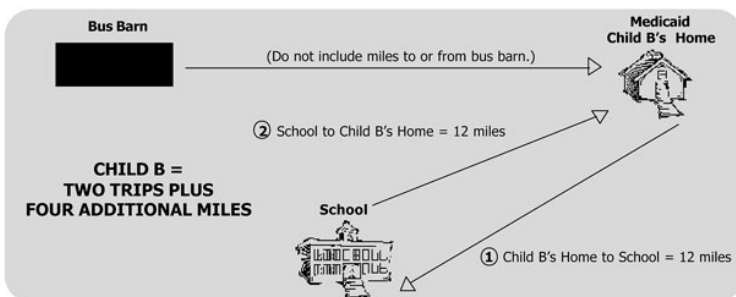 Bus Barn
Medicaid
Child B's Home
(Do not include miles to or from bus barn.)
② School to Child B's Home = 12 miles
CHILD B =
TWO TRIPS PLUS
FOUR ADDITIONAL MILES
School
① Child B's Home to School = 12 miles